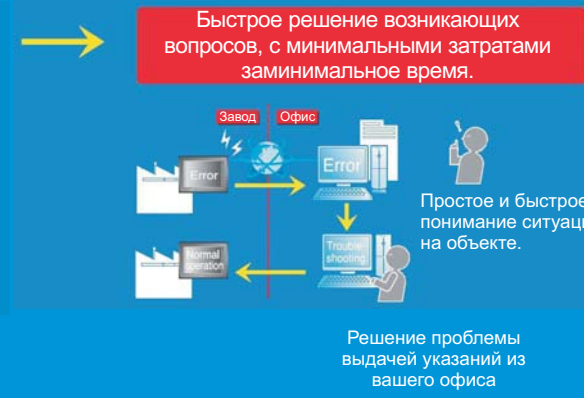 Быстрое решение возникающих
вопросов, с минимальными затратами
заминимальное время.
Завод Офис
Error
Error
Простое и быстрое
понимание ситуаци
на объекте.
Normal
operation
Trouble
shooting
Решение проблемы
выдачей указаний из
вашего офиса